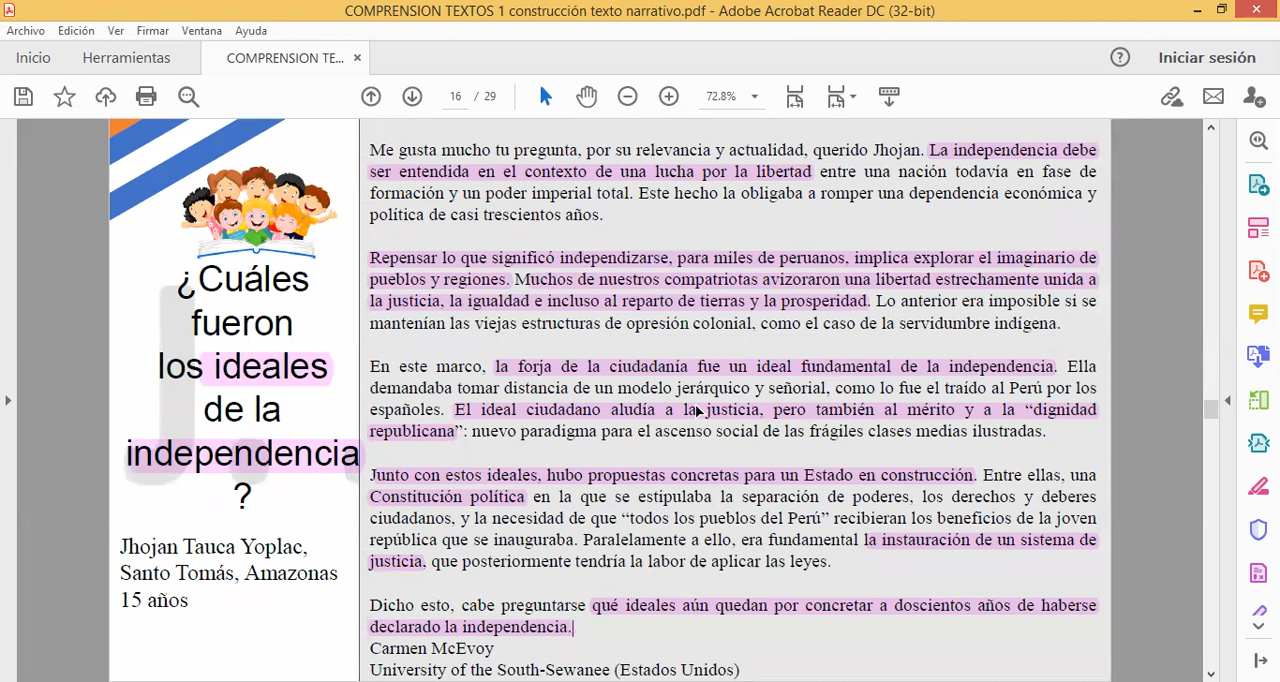 COMPRENSION TEXTOS 1 construcción texto narrativo.pdf - Adobe Acrobat Reader DC (32-bit)
Archivo Edición Ver Firmar Ventana Ayuda
Inicio Herramientas COMPRENSION TE... × Iniciar sesión
16 / 29 72.8%
¿Cuáles
fueron
los ideales
de la
independencia
?
Jhojan Tauca Yoplac,
Santo Tomás, Amazonas
15 años
Me gusta mucho tu pregunta, por su relevancia y actualidad, querido Jhojan. La independencia debe
ser entendida en el contexto de una lucha por la libertad entre una nación todavía en fase de
formación y un poder imperial total. Este hecho la obligaba a romper una dependencia económica y
política de casi trescientos años.
Repensar lo que significó independizarse, para miles de peruanos, implica explorar el imaginario de
pueblos y regiones. Muchos de nuestros compatriotas avizoraron una libertad estrechamente unida a
la justicia, la igualdad e incluso al reparto de tierras y la prosperidad. Lo anterior era imposible si se
mantenían las viejas estructuras de opresión colonial, como el caso de la servidumbre indígena.
En este marco, la forja de la ciudadanía fue un ideal fundamental de la independencia. Ella
demandaba tomar distancia de un modelo jerárquico y señorial, como lo fue el traído al Perú por los
españoles. El ideal ciudadano aludía a la justicia, pero también al mérito y a la “dignidad
republicana”: nuevo paradigma para el ascenso social de las frágiles clases medias ilustradas.
Junto con estos ideales, hubo propuestas concretas para un Estado en construcción. Entre ellas, una
Constitución política en la que se estipulaba la separación de poderes, los derechos y deberes
ciudadanos, y la necesidad de que “todos los pueblos del Perú” recibieran los beneficios de la joven
república que se inauguraba. Paralelamente a ello, era fundamental la instauración de un sistema de
justicia, que posteriormente tendría la labor de aplicar las leyes.
Dicho esto, cabe preguntarse qué ideales aún quedan por concretar a doscientos años de haberse
declarado la independencia.
Carmen McEvoy
University of the South-Sewanee (Estados Unidos)